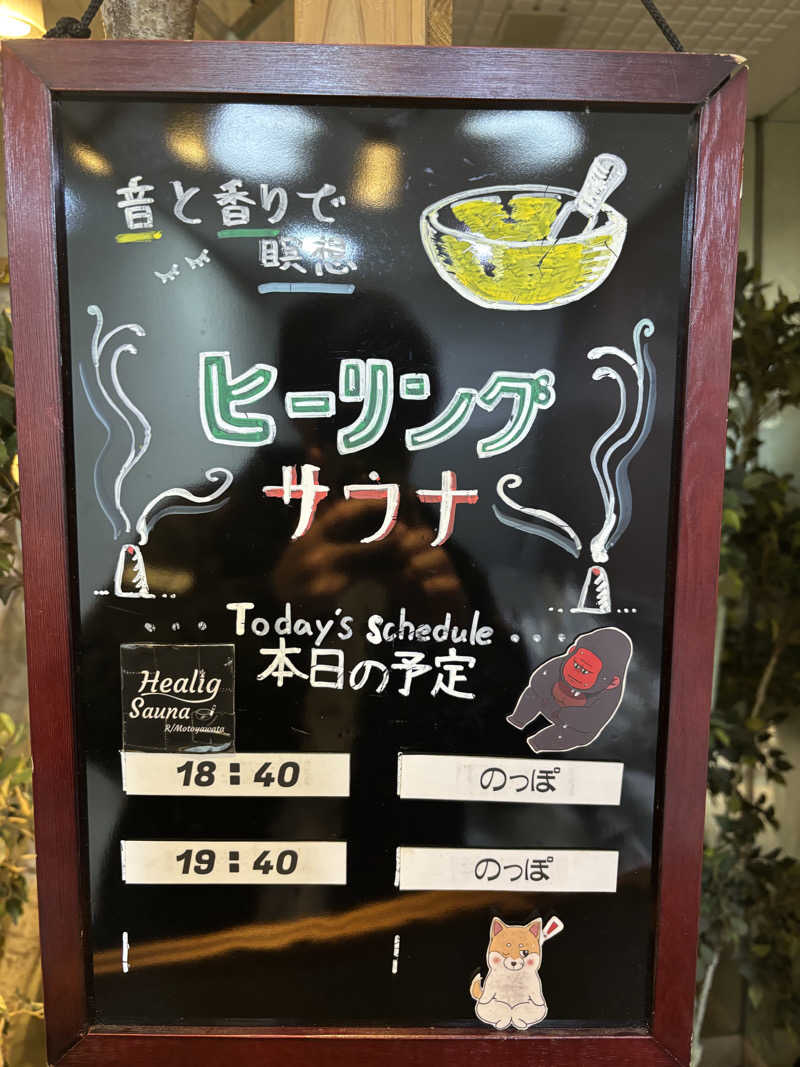 音と香りで
瞑想
ヒーリング
サウナ
Today's Schedule
本日の予定
Healig
Sauna
R/Motoyawata
18:40 のっぽ
19:40 のっぽ